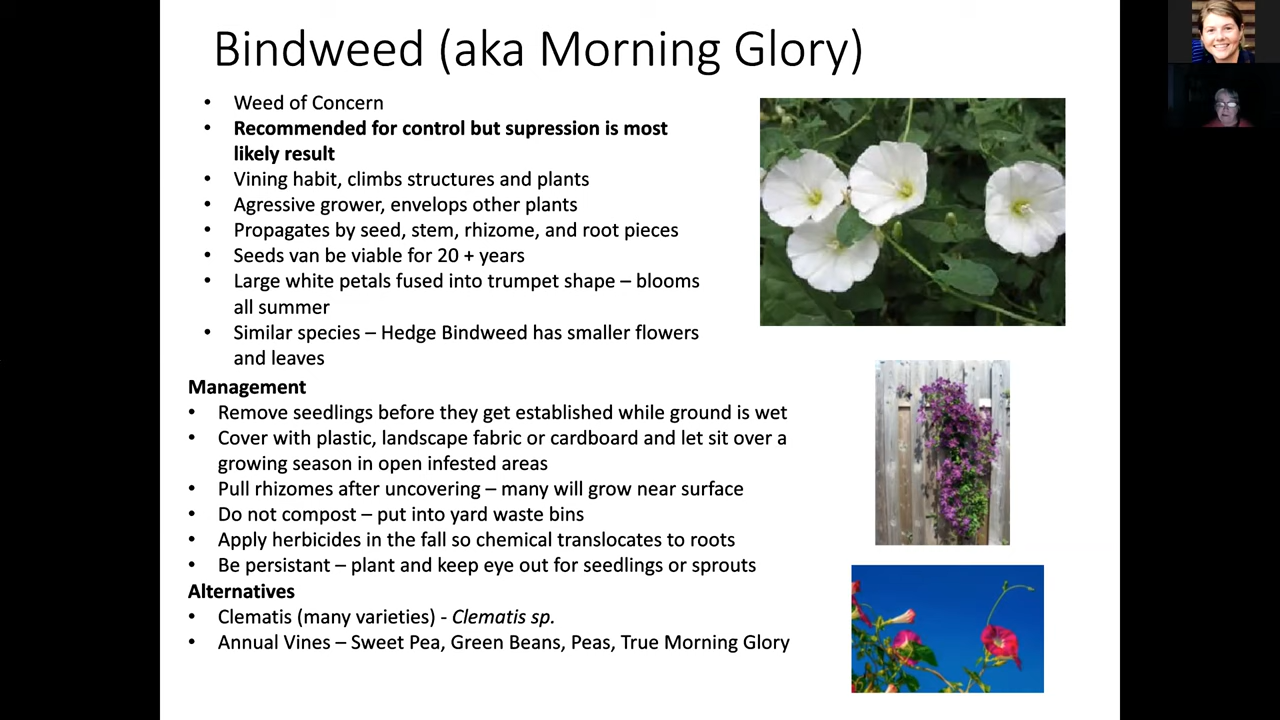 Bindweed (aka Morning Glory)
• Weed of Concern
• Recommended for control but supression is most
likely result
• Vining habit, climbs structures and plants
• Agressive grower, envelops other plants
• Propagates by seed, stem, rhizome, and root pieces
• Seeds van be viable for 20 + years
• Large white petals fused into trumpet shape – blooms
all summer
• Similar species – Hedge Bindweed has smaller flowers
and leaves
Management
• Remove seedlings before they get established while ground is wet
• Cover with plastic, landscape fabric or cardboard and let sit over a
growing season in open infested areas
• Pull rhizomes after uncovering – many will grow near surface
• Do not compost – put into yard waste bins
• Apply herbicides in the fall so chemical translocates to roots
• Be persistant – plant and keep eye out for seedlings or sprouts
Alternatives
• Clematis (many varieties) - Clematis sp.
• Annual Vines – Sweet Pea, Green Beans, Peas, True Morning Glory